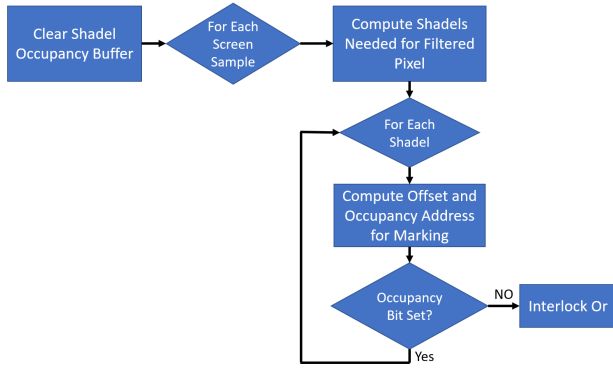 Clear Shadel
Occupancy Buffer
For Each
Screen
Sample
Compute Shadels
Needed for Filtered
Pixel
For Each
Shadel
Compute Offset and
Occupancy Address
for Marking
Occupancy
Bit Set?
NO
Interlock Or
Yes